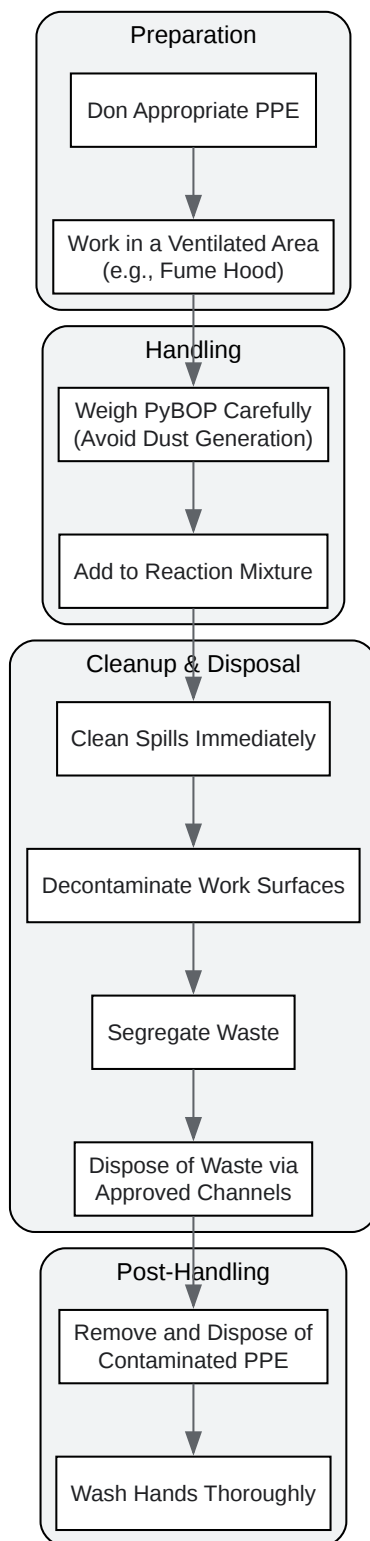 Preparation
Don Appropriate PPE
Work in a Ventilated Area
(e.g., Fume Hood)
Handling
Weigh PyBOP Carefully
(Avoid Dust Generation)
Add to Reaction Mixture
Cleanup & Disposal
Clean Spills Immediately
Decontaminate Work Surfaces
Segregate Waste
Dispose of Waste via
Approved Channels
Post-Handling
Remove and Dispose of
Contaminated PPE
Wash Hands Thoroughly